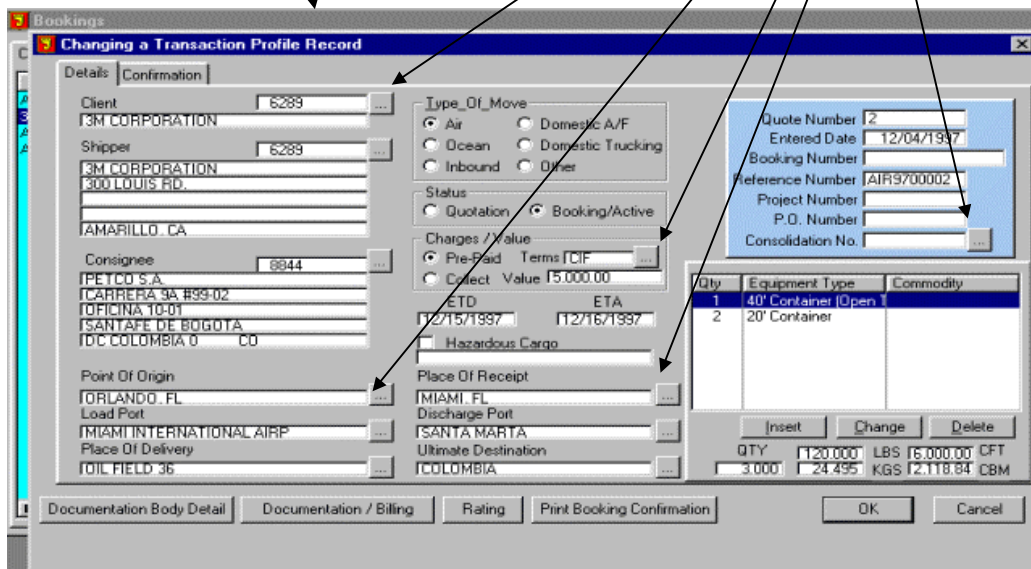 Bookings
Changing a Transaction Profile Record
Details Confirmation
Client 6289 ...
3M CORPORATION
Shipper 6289 ...
3M CORPORATION
300 LOUIS RD.
AMARILLO. CA
Consignee 8844 ...
PETCO S.A.
CARRERA 9A #99-02
OFICINA 10-01
SANTAFE DE BOGOTA
DC COLOMBIA 0 CO
Point Of Origin
ORLANDO. FL ...
Load Port
MIAMI INTERNATIONAL AIRP ...
Place Of Delivery
OIL FIELD 36 ...
Type_Of_Move
Air Domestic A/F
Ocean Domestic Trucking
Inbound Other
Status
Quotation Booking/Active
Charges / Value
Pre-Paid Terms CIF ...
Collect Value 5.000.00
ETD ETA
12/15/1997 12/16/1997
Hazardous Cargo
Place Of Receipt
MIAMI. FL ...
Discharge Port
SANTA MARTA ...
Ultimate Destination
COLOMBIA ...
Quote Number 2
Entered Date 12/04/1997
Booking Number
Reference Number AIR9700002
Project Number
P.O. Number
Consolidation No. ...
Qty Equipment Type Commodity
1 40' Container (Open T
2 20' Container
Insert Change Delete
QTY 120.000 LBS 6.000.00 CFT
3.000 24.495 KGS 2.118.84 CBM
Documentation Body Detail Documentation / Billing Rating Print Booking Confirmation OK Cancel